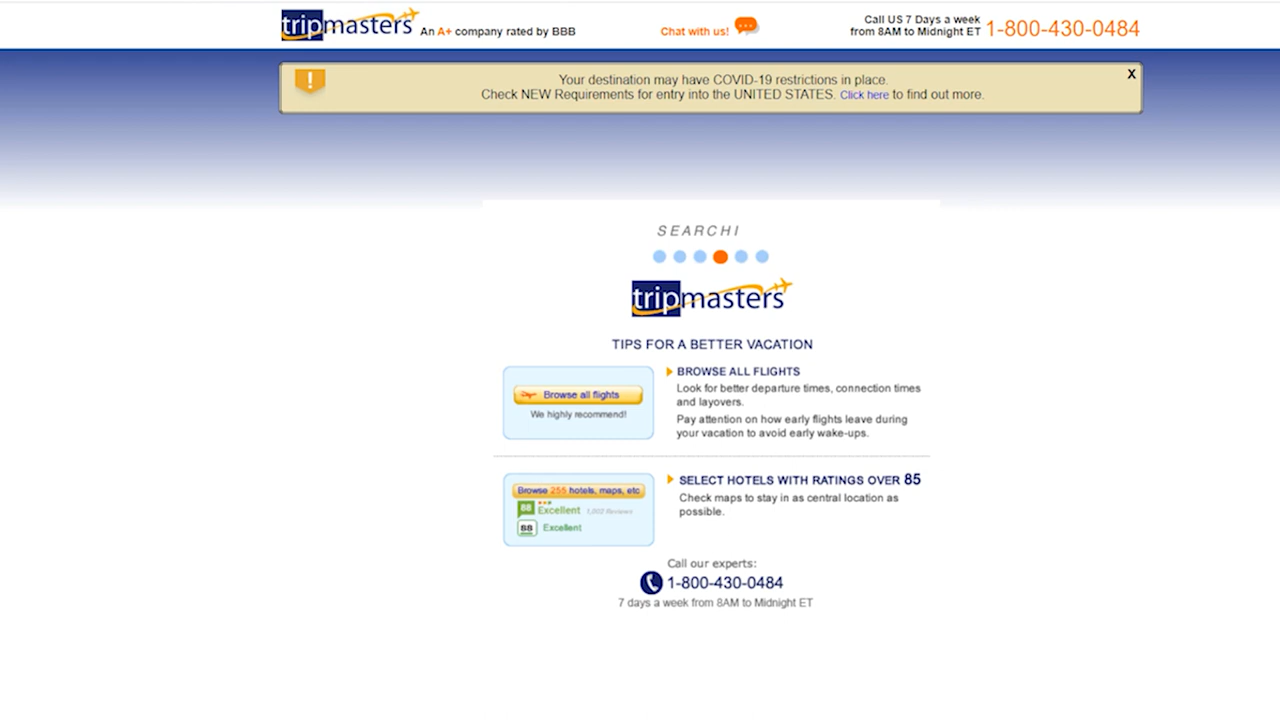 tripmasters An A+ company rated by BBB
Chat with us!
Call US 7 Days a week
from 8AM to Midnight ET
1-800-430-0484
!
Your destination may have COVID-19 restrictions in place.
X
Check NEW Requirements for entry into the UNITED STATES. Click here to find out more.
SEARCHI
tripmasters
TIPS FOR A BETTER VACATION
Browse all flights
We highly recommend!
BROWSE ALL FLIGHTS
Look for better departure times, connection times
and layovers.
Pay attention on how early flights leave during
your vacation to avoid early wake-ups.
Browse 255 hotels, maps, etc
88 Excellent 1,002 Reviews
88 Excellent
SELECT HOTELS WITH RATINGS OVER 85
Check maps to stay in as central location as
possible.
Call our experts:
1-800-430-0484
7 days a week from 8AM to Midnight ET